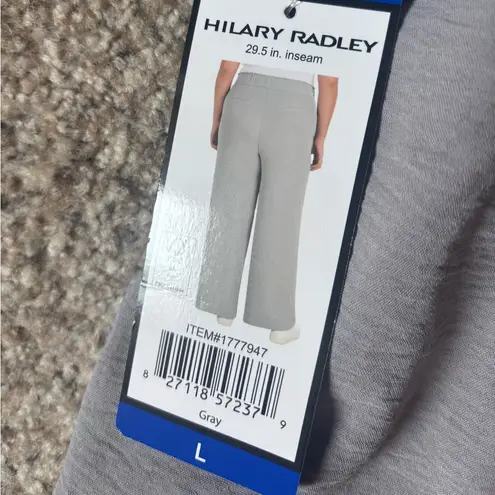 HILARY RADLEY
29.5 in. inseam
ITEM#1777947
8 27118 57237 9
Gray
L